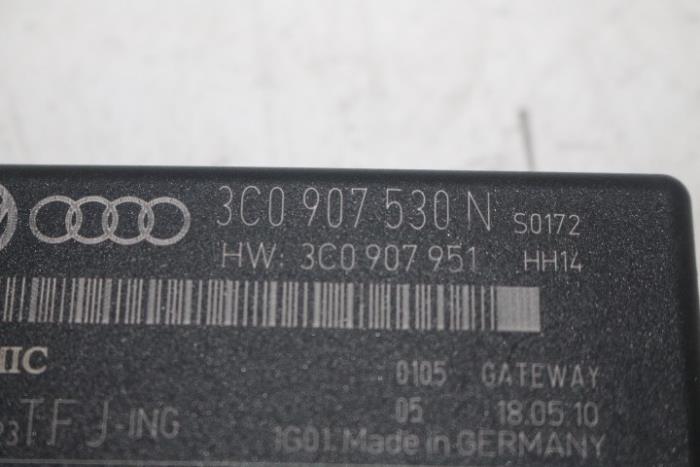 3C0 907 530 N S0172
HW: 3C0 907 951 HH14
0105 GATEWAY
TFJ-ING 05 18.05.10
1G01 Made in GERMANY